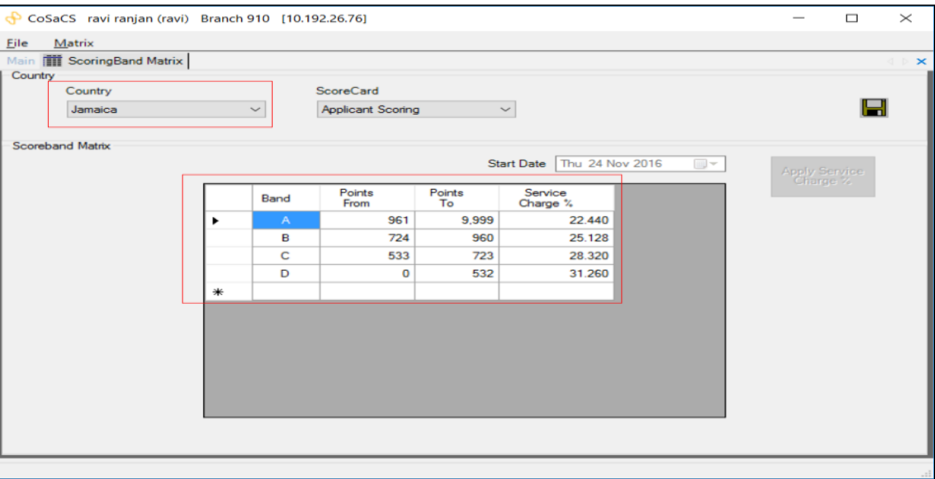 CoSaCS ravi ranjan (ravi) Branch 910 [10.192.26.76]
File Matrix
Main ScoringBand Matrix
Country
Country ScoreCard
Jamaica Applicant Scoring
Scoreband Matrix
Start Date Thu 24 Nov 2016
Apply Service
Charge %
Band Points From Points To Service Charge %
A 961 9,999 22.440
B 724 960 25.128
C 533 723 28.320
D 0 532 31.260